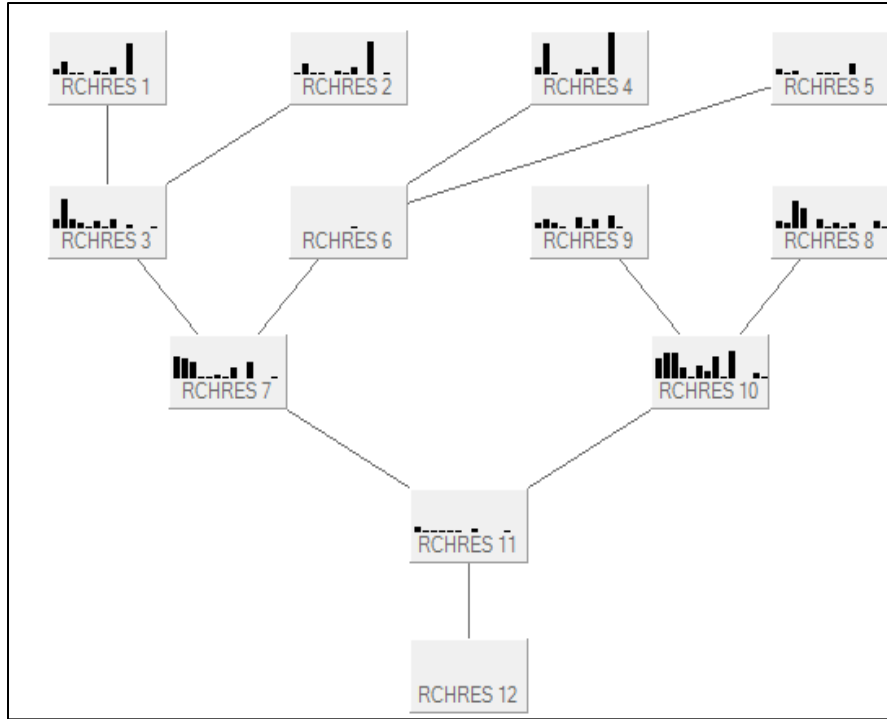 RCHRES 1
RCHRES 2
RCHRES 4
RCHRES 5
RCHRES 3
RCHRES 6
RCHRES 9
RCHRES 8
RCHRES 7
RCHRES 10
RCHRES 11
RCHRES 12